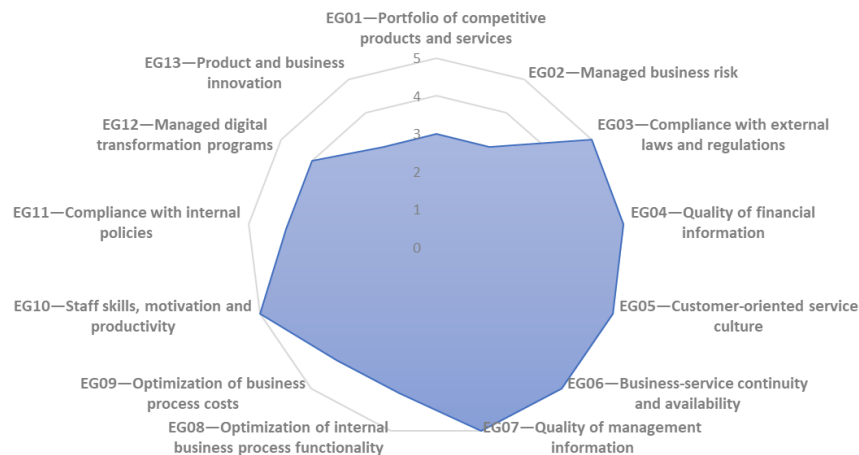 EG01—Portfolio of competitive
products and services
EG13—Product and business
innovation
5
EG02—Managed business risk
4
EG12—Managed digital
transformation programs
3
EG03—Compliance with external
laws and regulations
2
EG11—Compliance with internal
policies
1
EG04—Quality of financial
information
0
EG10—Staff skills, motivation and
productivity
EG05—Customer-oriented service
culture
EG09—Optimization of business
process costs
EG06—Business-service continuity
and availability
EG08—Optimization of internal
business process functionality
EG07—Quality of management
information